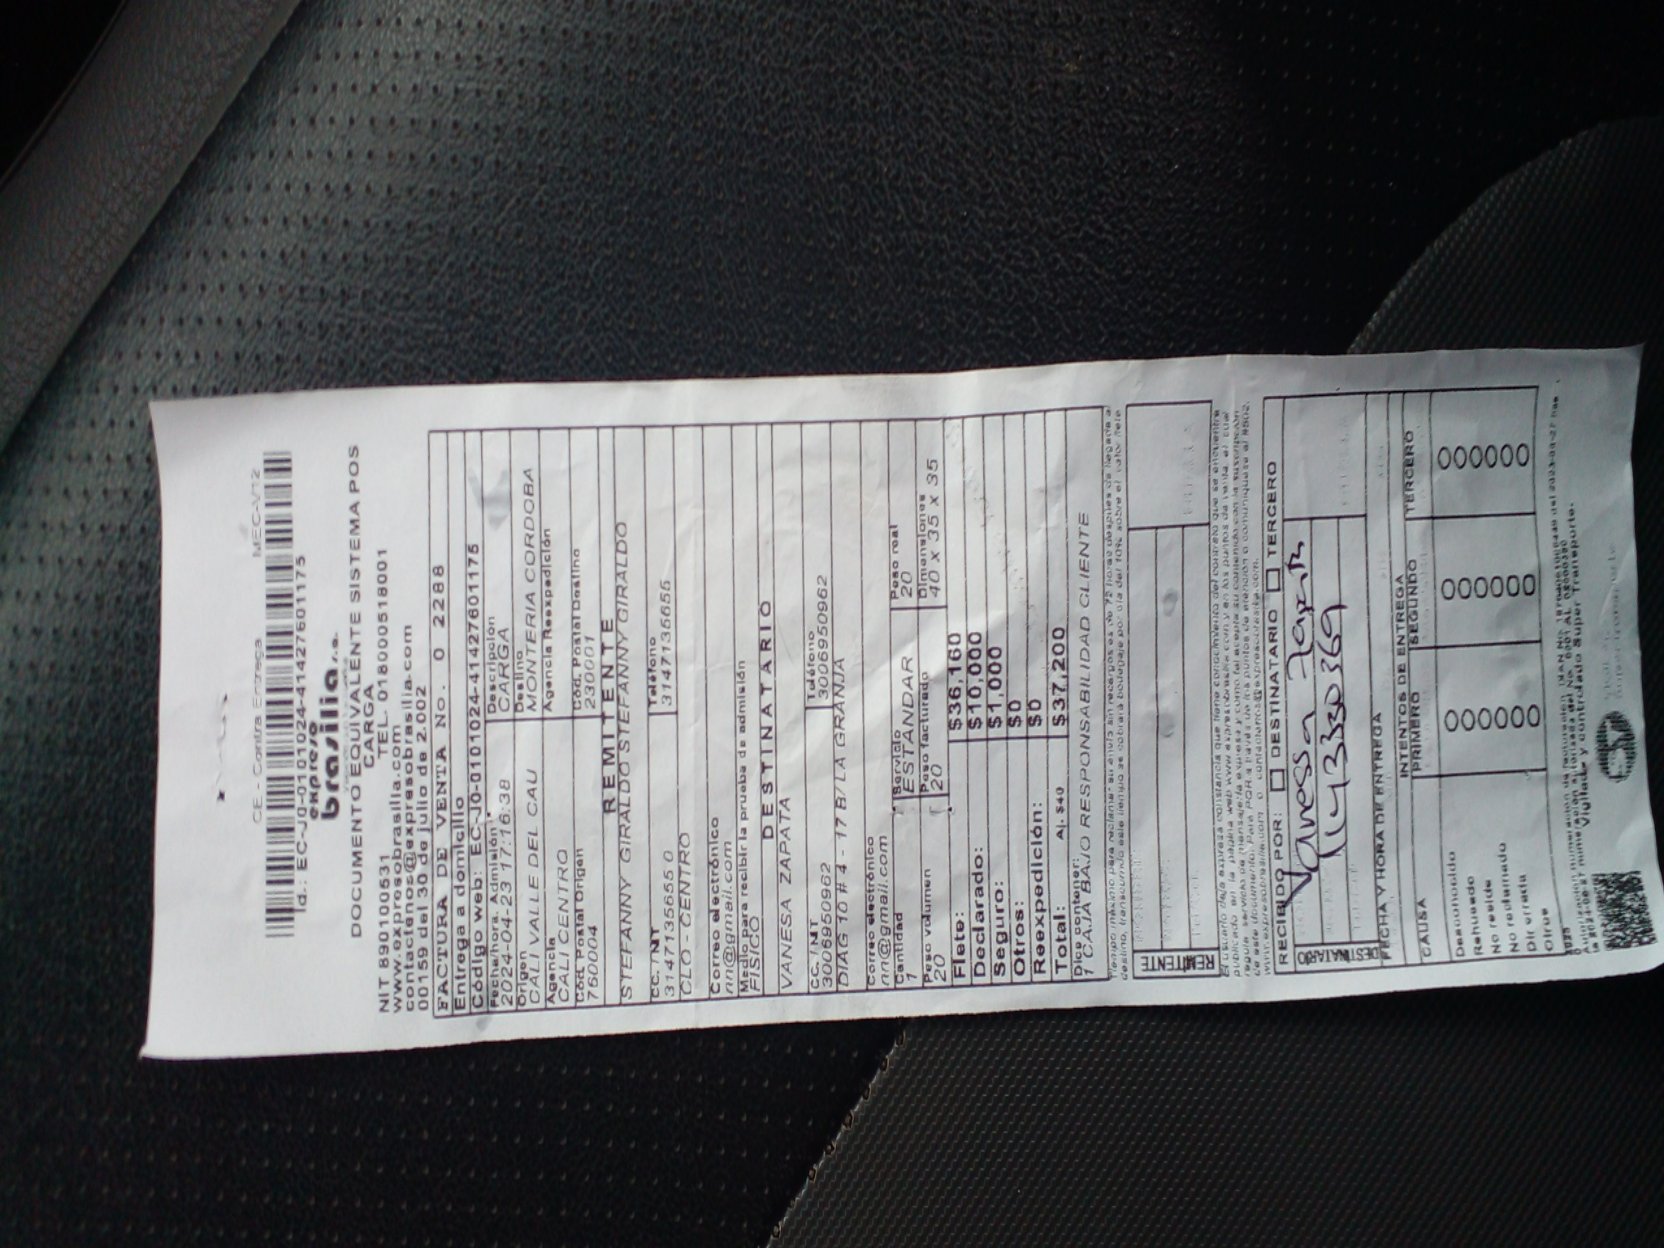 CE - Contra Entrega MEC-V12
Id.: EC-J0-0101024-41427601175
expreso
brasilia s.a.
DOCUMENTO EQUIVALENTE SISTEMA POS
CARGA
NIT 890100531 TEL. 018000518001
www.expresobrasilia.com
contactenos@expresobrasilia.com
00159 del 30 de julio de 2.002
FACTURA DE VENTA No. 0 2288
Entrega a domicilio
Código web: EC-J0-0101024-41427601175
Fecha/hora. Admisión Descripción
2024-04-23 17:16:38 CARGA
Origen Destino
CALI VALLE DEL CAU MONTERIA CORDOBA
Agencia Agencia Reexpedición
CALI CENTRO
Cód. Postal Origen Cód. Postal Destino
760004 230001
REMITENTE
STEFANNY GIRALDO STEFANNY GIRALDO
CC. / NIT Teléfono
314713565 0 3147135655
CLO - CENTRO
Correo electrónico
nn@gmail.com
Medio para recibir la prueba de admisión
FISICO
DESTINATARIO
VANESA ZAPATA
CC. / NIT Teléfono
3006950962 3006950962
DIAG 10 # 4 - 17 B/ LA GRANJA
Correo electrónico
nn@gmail.com
Cantidad Servicio Peso real
1 ESTANDAR 20
Peso volumen Peso facturado Dimensiones
20 20 40 x 35 x 35
Flete: $36,160
Declarado: $10,000
Seguro: $1,000
Otros: $0
Reexpedición: $0
Total: Aj. $40 $37,200
Dice contener:
1 CAJA BAJO RESPONSABILIDAD CLIENTE
REMITENTE
RECIBIDO POR: DESTINATARIO TERCERO
Vanessa Zapata
1143330369
DESTINATARIO
FECHA Y HORA DE ENTREGA
INTENTOS DE ENTREGA
CAUSA PRIMERO SEGUNDO TERCERO
Desconocido
Rehusado
No reside
No reclamado
Dir errada
Otros
Vigilado y controlado Super Transporte.